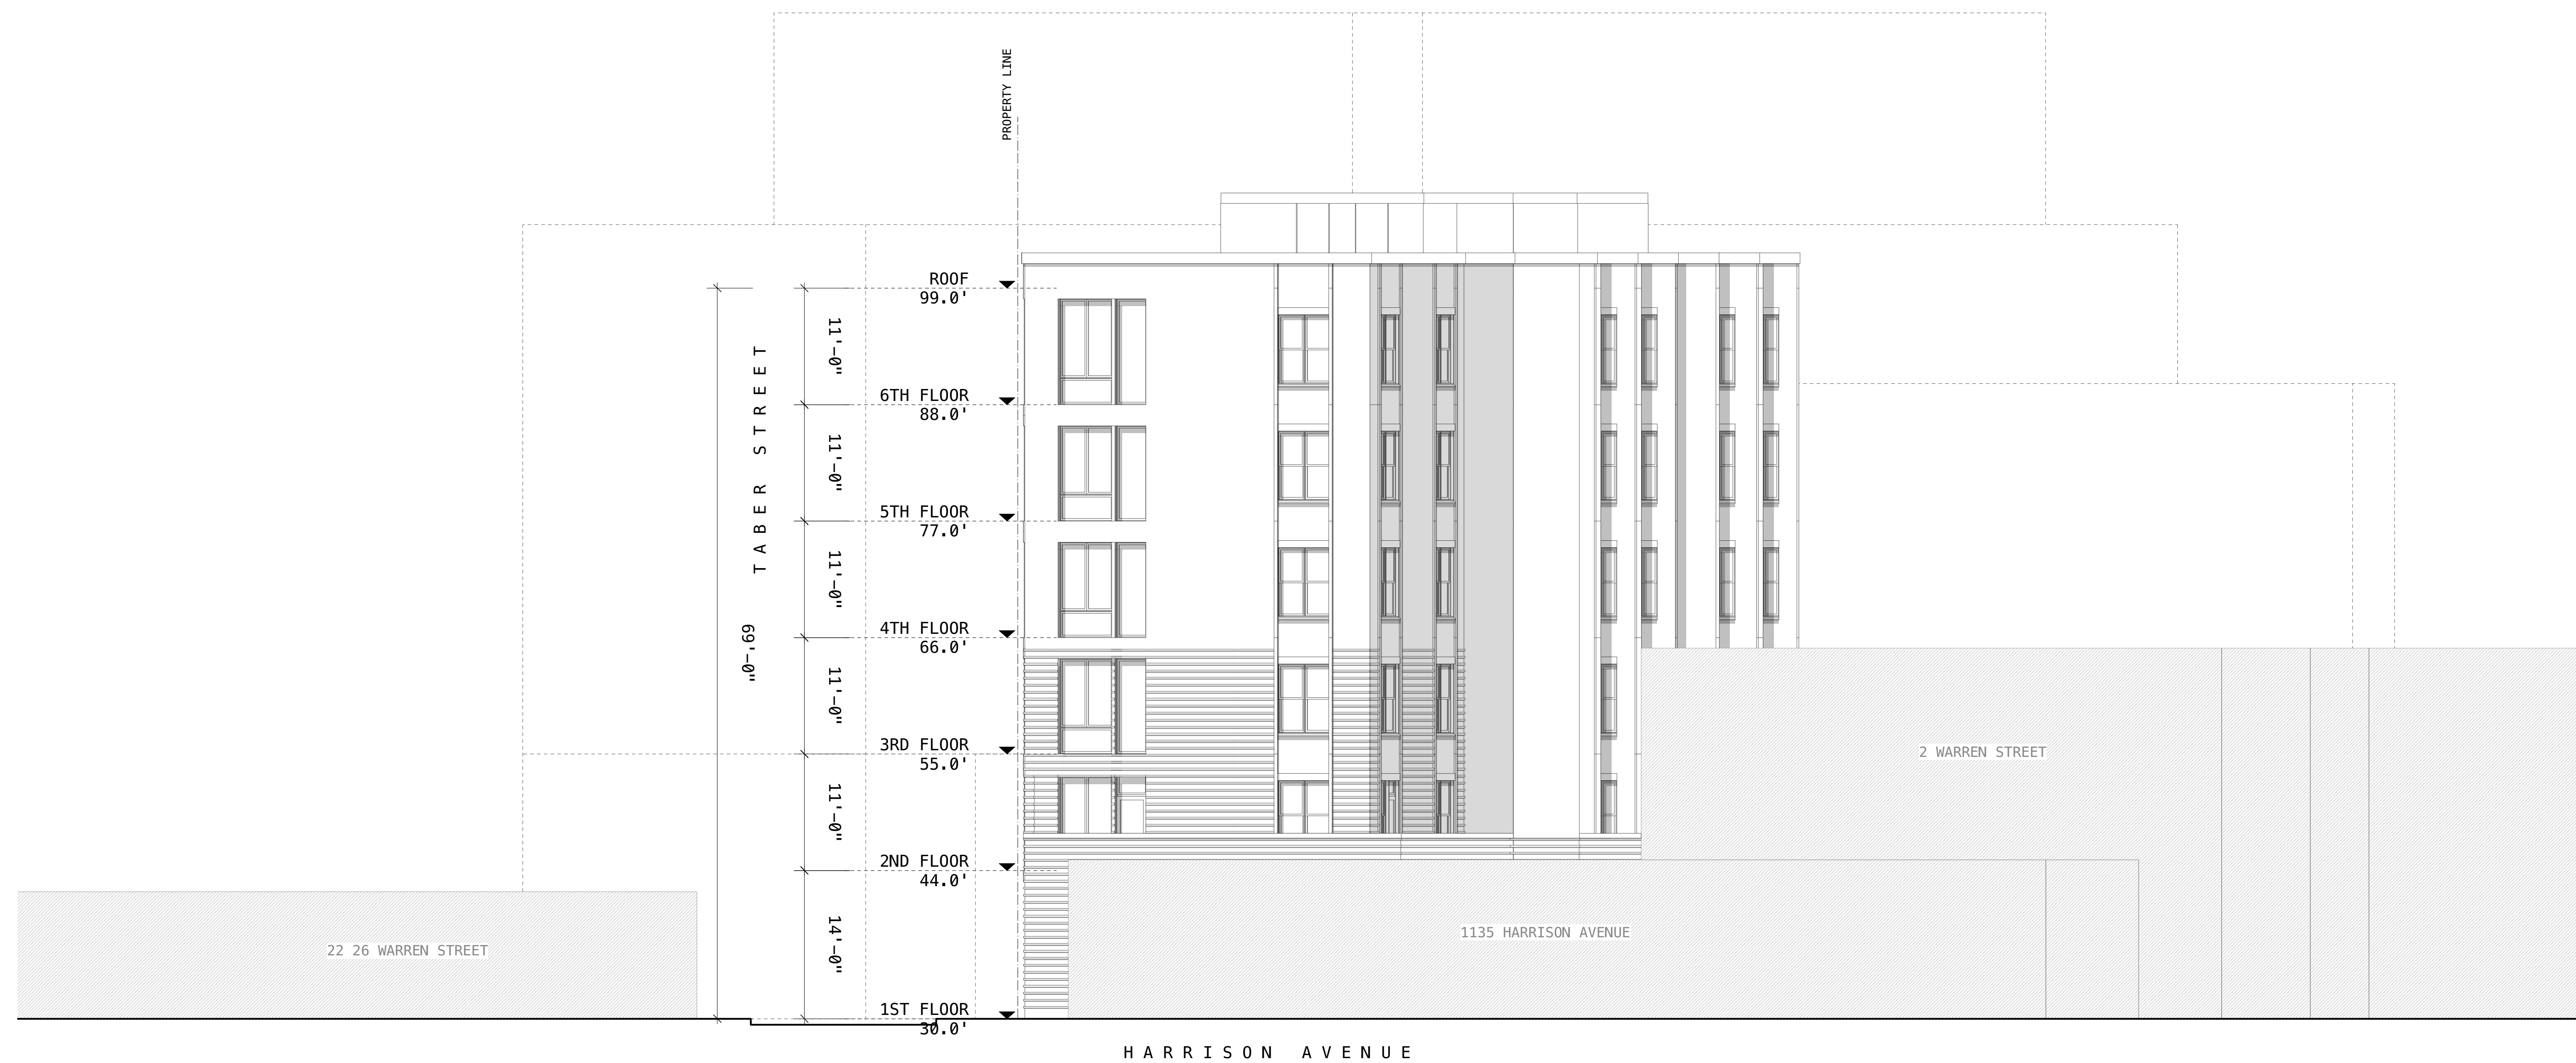 PROPERTY LINE
ROOF
99.0'
11'-0"
TABER STREET
6TH FLOOR
88.0'
11'-0"
5TH FLOOR
77.0'
11'-0"
4TH FLOOR
66.0'
69'-0"
11'-0"
3RD FLOOR
55.0'
2 WARREN STREET
11'-0"
2ND FLOOR
44.0'
14'-0"
22 26 WARREN STREET
1135 HARRISON AVENUE
1ST FLOOR
30.0'
HARRISON AVENUE